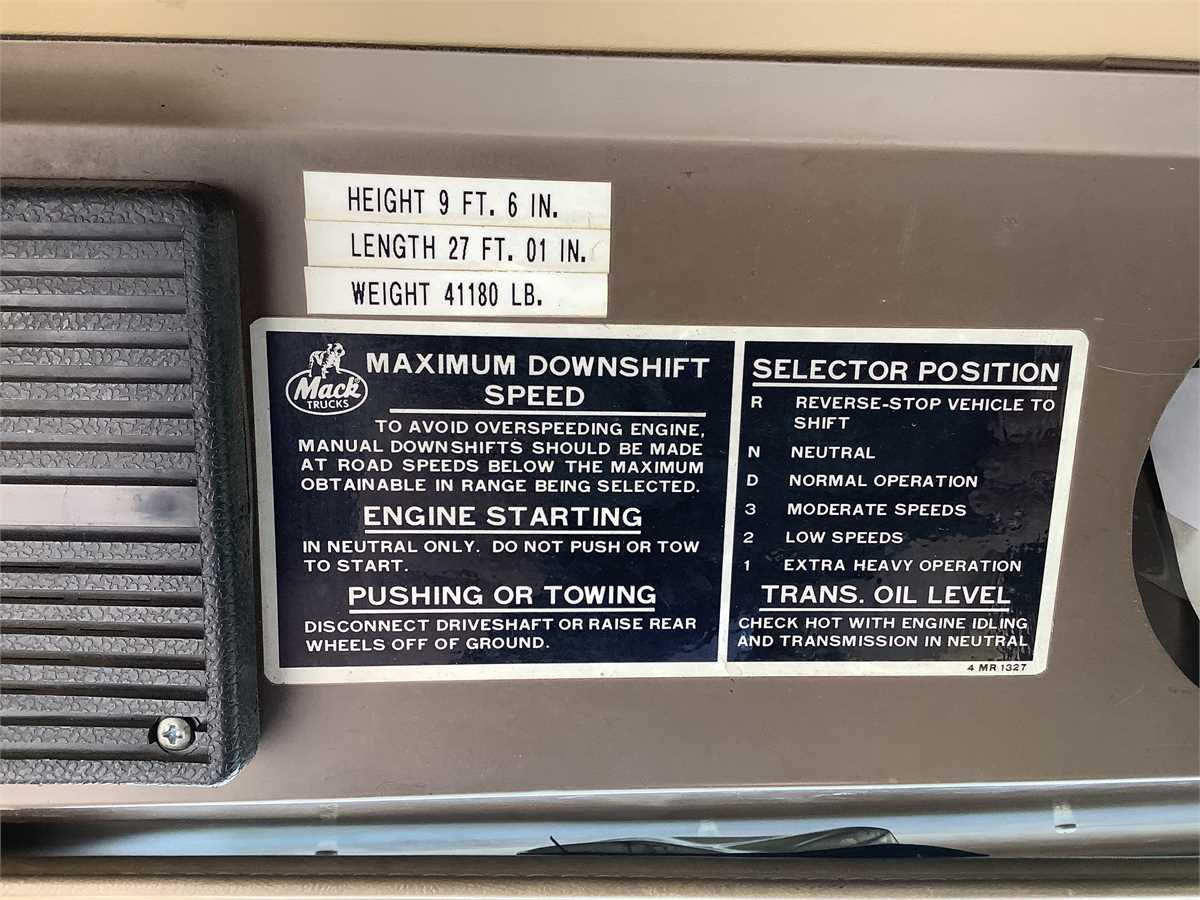 HEIGHT 9 FT. 6 IN.
LENGTH 27 FT. 01 IN.
WEIGHT 41180 LB.
Mack
TRUCKS
MAXIMUM DOWNSHIFT
SPEED
TO AVOID OVERSPEEDING ENGINE,
MANUAL DOWNSHIFTS SHOULD BE MADE
AT ROAD SPEEDS BELOW THE MAXIMUM
OBTAINABLE IN RANGE BEING SELECTED.
ENGINE STARTING
IN NEUTRAL ONLY. DO NOT PUSH OR TOW
TO START.
PUSHING OR TOWING
DISCONNECT DRIVESHAFT OR RAISE REAR
WHEELS OFF OF GROUND.
SELECTOR POSITION
R REVERSE-STOP VEHICLE TO
SHIFT
N NEUTRAL
D NORMAL OPERATION
3 MODERATE SPEEDS
2 LOW SPEEDS
1 EXTRA HEAVY OPERATION
TRANS. OIL LEVEL
CHECK HOT WITH ENGINE IDLING
AND TRANSMISSION IN NEUTRAL
4 MR 1327